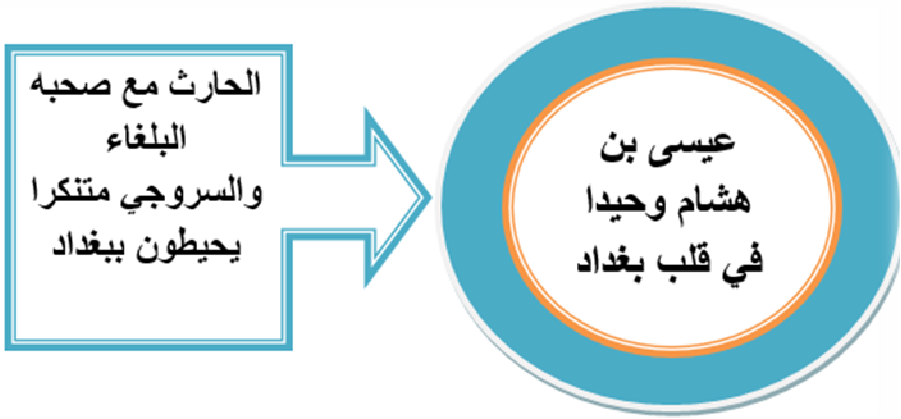 الحارث مع صحبه
البلغاء
والسروجي متنكرا
يحيطون ببغداد
عيسى بن
هشام وحيدا
في قلب بغداد